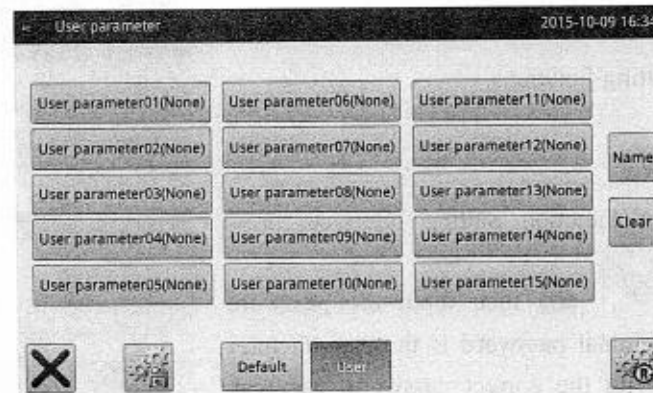 User parameter 2015-10-09 16:34
User parameter01(None) User parameter06(None) User parameter11(None)
User parameter02(None) User parameter07(None) User parameter12(None)
Name
User parameter03(None) User parameter08(None) User parameter13(None)
Clear
User parameter04(None) User parameter09(None) User parameter14(None)
User parameter05(None) User parameter10(None) User parameter15(None)
Default User
R